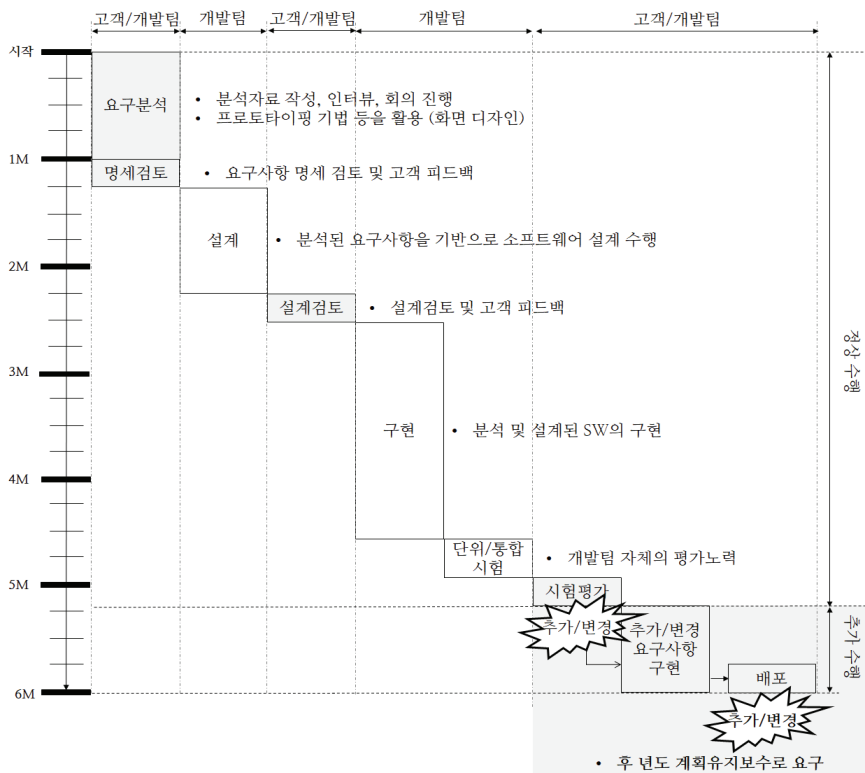 고객/개발팀
개발팀
고객/개발팀
개발팀
고객/개발팀
시작
요구분석
• 분석자료 작성, 인터뷰, 회의 진행
• 프로토타이핑 기법 등을 활용 (화면 디자인)
1M
명세검토
• 요구사항 명세 검토 및 고객 피드백
설계
• 분석된 요구사항을 기반으로 소프트웨어 설계 수행
2M
설계검토
• 설계검토 및 고객 피드백
정상 수행
3M
구현
• 분석 및 설계된 SW의 구현
4M
단위/통합
시험
• 개발팀 자체의 평가노력
5M
시험평가
추가/변경
추가/변경
요구사항
구현
추가 수행
배포
6M
추가/변경
• 후 년도 계획유지보수로 요구